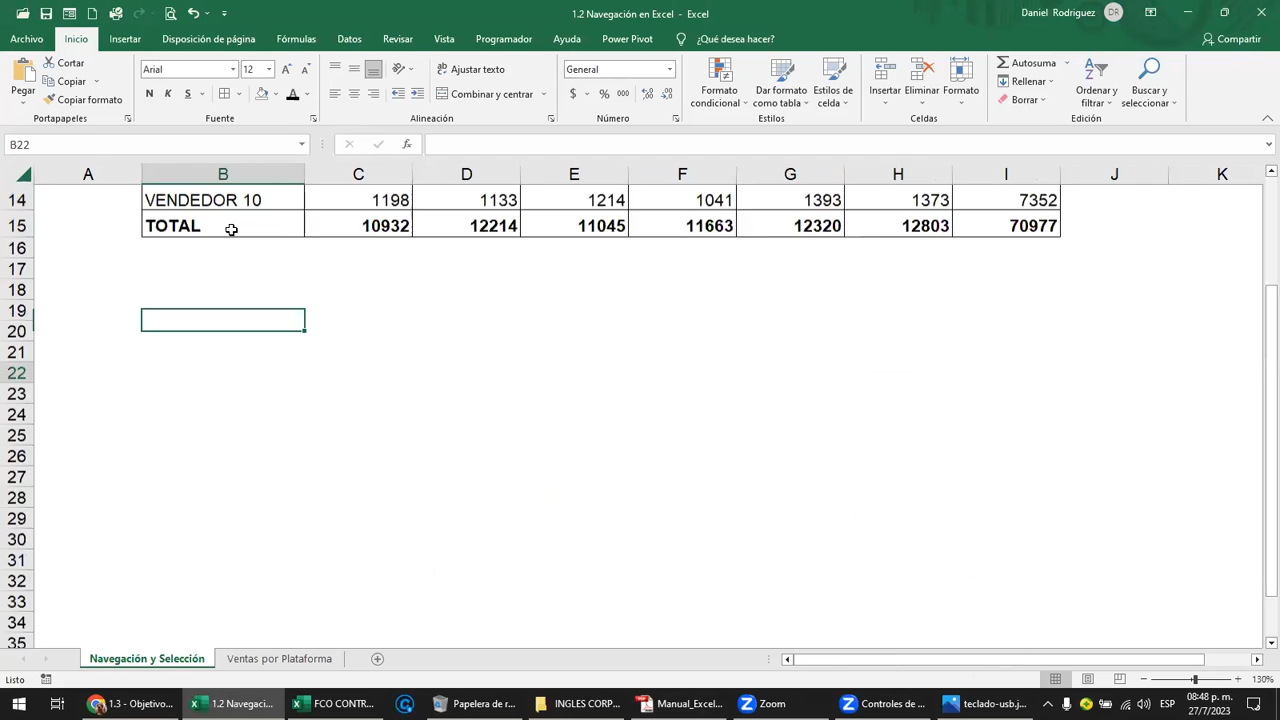 1.2 Navegación en Excel - Excel
Daniel Rodriguez
DR
Archivo Inicio Insertar Disposición de página Fórmulas Datos Revisar Vista Programador Ayuda Power Pivot ¿Qué desea hacer? Compartir
Pegar
Cortar
Copiar
Copiar formato
Portapapeles
Arial 12
N K S
Fuente
Ajustar texto
Combinar y centrar
Alineación
General
$ % 000
Número
Formato condicional
Dar formato como tabla
Estilos de celda
Estilos
Insertar Eliminar Formato
Celdas
Autosuma
Rellenar
Borrar
Ordenar y filtrar
Buscar y seleccionar
Edición
B22
fx
A B C D E F G H I J K
14 VENDEDOR 10 1198 1133 1214 1041 1393 1373 7352
15 TOTAL 10932 12214 11045 11663 12320 12803 70977
16
17
18
19
20
21
22
23
24
25
26
27
28
29
30
31
32
33
34
35
Navegación y Selección Ventas por Plataforma
Listo
130%
1.3 - Objetivo...
1.2 Navegaci...
FCO CONTR...
Papelera de r...
INGLES CORP...
Manual_Exce...
Zoom
Controles de ...
teclado-usb.j...
ESP
08:48 p. m.
27/7/2023